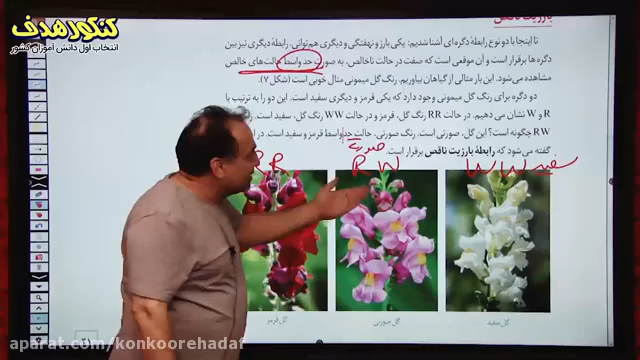 کنکور هدف
انتخاب اول دانش آموزان کشور
بارزیت ناقص
تا اینجا با دو نوع رابطهٔ دگره‌ای آشنا شدیم: یکی بارز و نهفتگی و دیگری هم‌توانی. رابطهٔ دیگری نیز بین
دگره‌ها برقرار است و آن موقعی است که صفت در حالت ناخالص، به صورت حد واسط حالت‌های خالص
مشاهده می‌شود. این بار مثالی از گیاهان بیاوریم. رنگ گل میمونی مثال خوبی است (شکل ۷).
دو دگره برای رنگ گل میمونی وجود دارد که یکی قرمز و دیگری سفید است. این دو را به ترتیب با
R و W نشان می دهیم. در حالت RR رنگ گل، قرمز و در حالت WW رنگ گل، سفید است.
RW چگونه است؟ این گل، صورتی است. رنگ صورتی، حالت حدواسط قرمز و سفید است. در
گفته می‌شود که رابطهٔ بارزیت ناقص برقرار است.
صورتی
R R
R W
W W سفید
گل قرمز
گل صورتی
گل سفید
aparat.com/konkoorehadaf